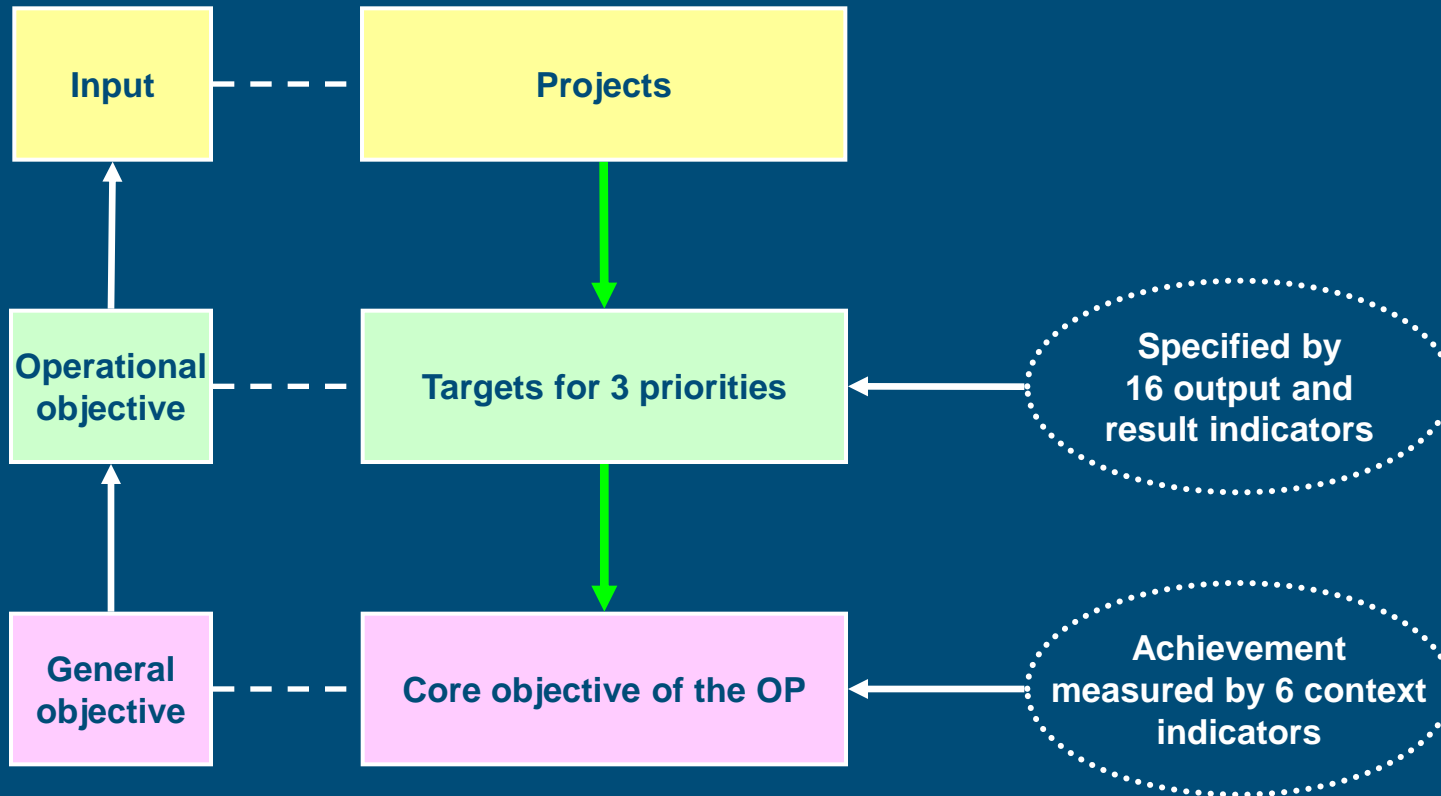 Input
Projects
Operational
objective
Targets for 3 priorities
Specified by
16 output and
result indicators
General
objective
Core objective of the OP
Achievement
measured by 6 context
indicators